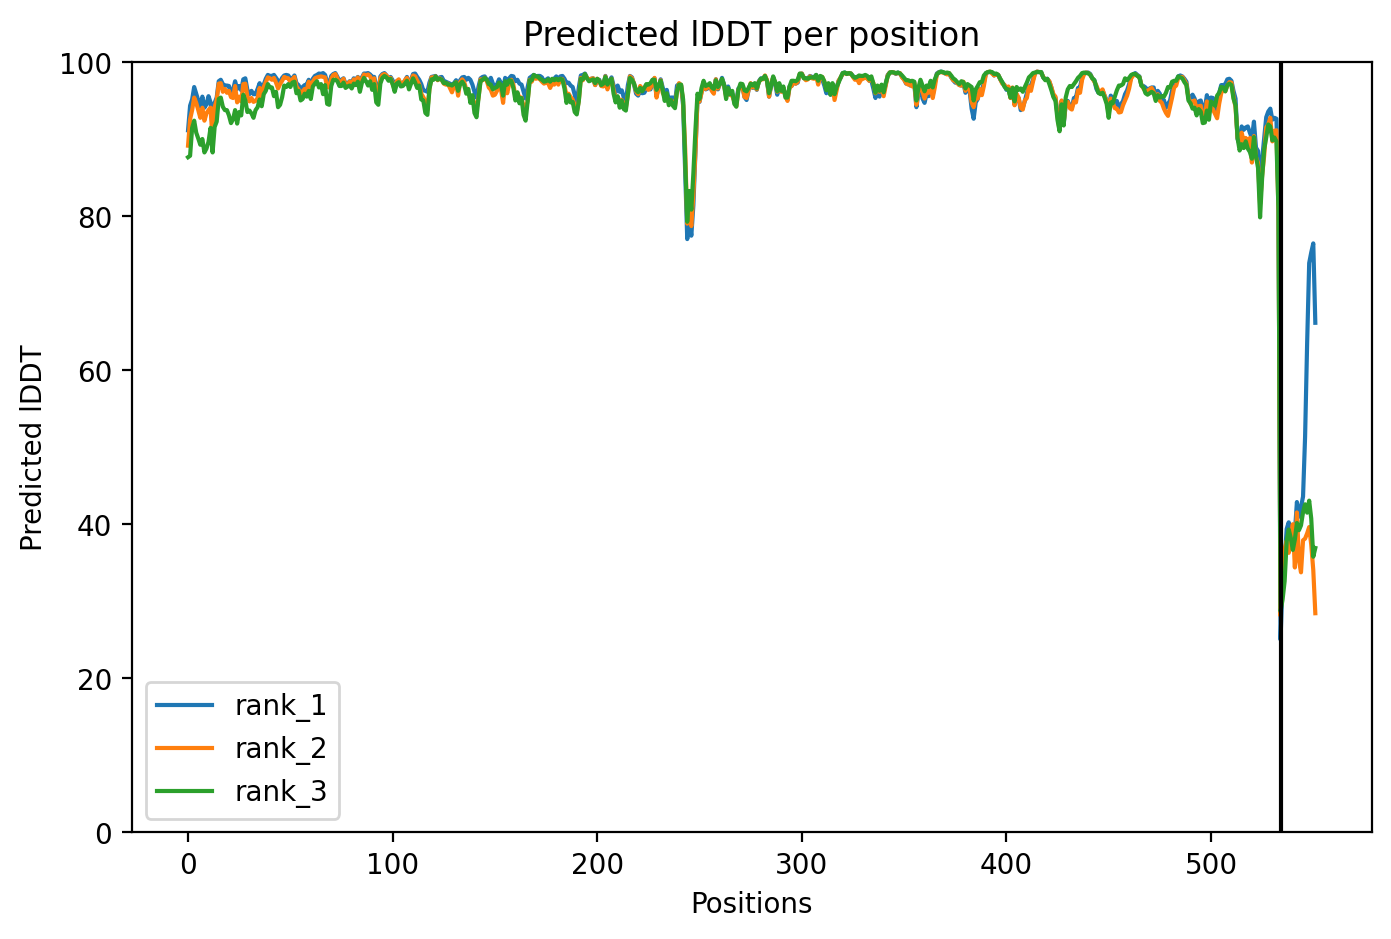 Predicted lDDT per position
Predicted lDDT
100
80
60
40
20
0
rank_1
rank_2
rank_3
0 100 200 300 400 500
Positions